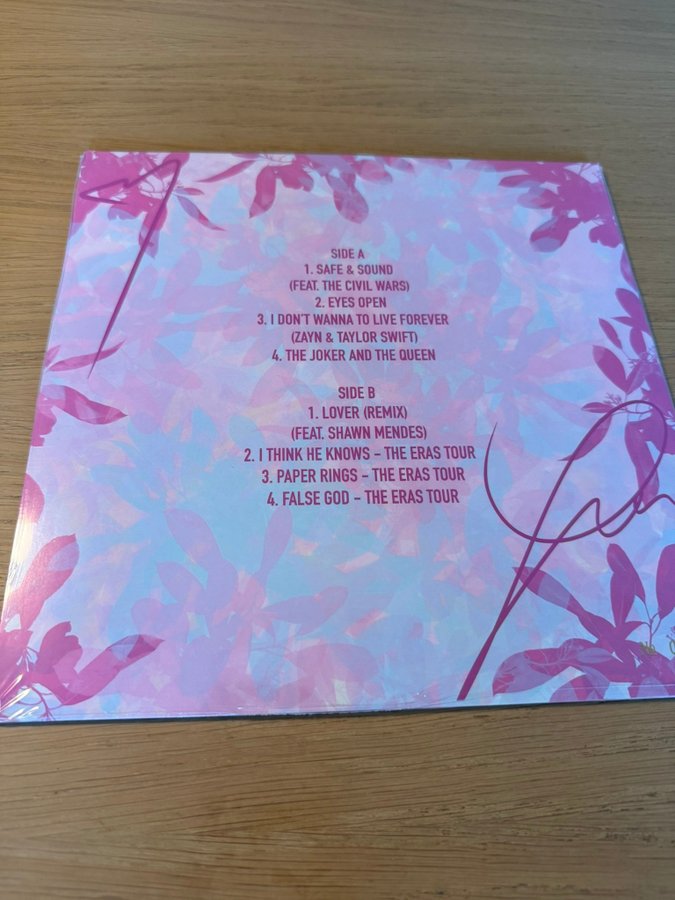 SIDE A
1. SAFE & SOUND
(FEAT. THE CIVIL WARS)
2. EYES OPEN
3. I DON'T WANNA TO LIVE FOREVER
(ZAYN & TAYLOR SWIFT)
4. THE JOKER AND THE QUEEN
SIDE B
1. LOVER (REMIX)
(FEAT. SHAWN MENDES)
2. I THINK HE KNOWS – THE ERAS TOUR
3. PAPER RINGS – THE ERAS TOUR
4. FALSE GOD – THE ERAS TOUR